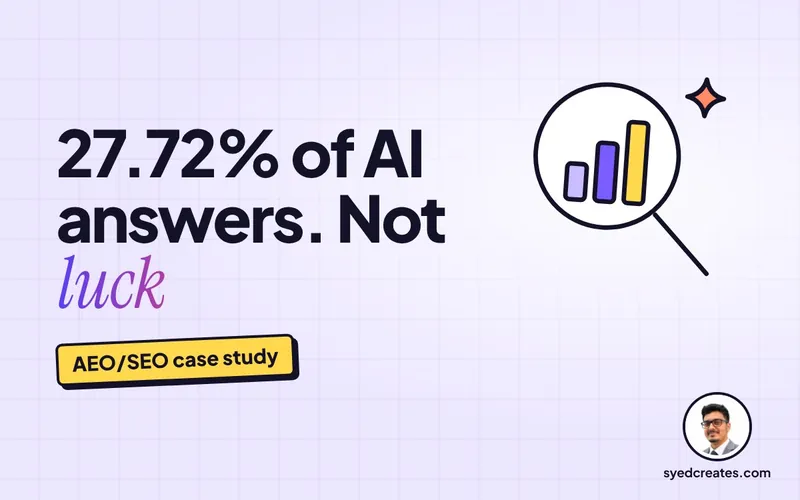 27.72% of AI
answers. Not
luck
AEO/SEO case study
syedcreates.com